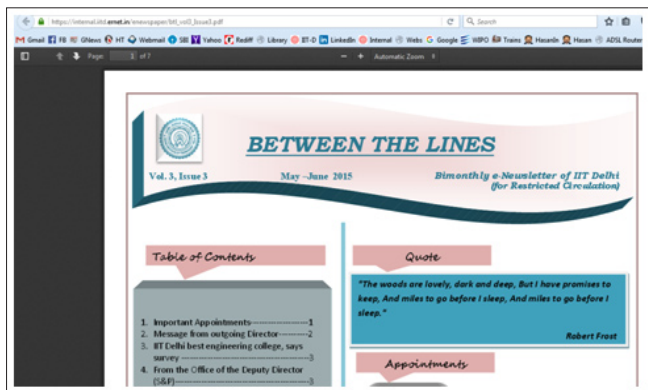 https://internal.iitd.ernet.in/enewspaper/btl_vol3_Issue3.pdf
Search
Gmail FB GNews HT Webmail SBI Yahoo Rediff Library IIT-D LinkedIn Internal Webs Google WIPO Trains HasanIn Hasan ADSL Router
Page: 1 of 7
Automatic Zoom
BETWEEN THE LINES
Vol. 3, Issue 3 May –June 2015 Bimonthly e-Newsletter of IIT Delhi
(for Restricted Circulation)
Table of Contents
1. Important Appointments-----------------1
2. Message from outgoing Director---------2
3. IIT Delhi best engineering college, says
survey -----------------------------------3
4. From the Office of the Deputy Director
(S&P)-------------------------------------3
Quote
"The woods are lovely, dark and deep, But I have promises to
keep, And miles to go before I sleep, And miles to go before I
sleep."
Robert Frost
Appointments